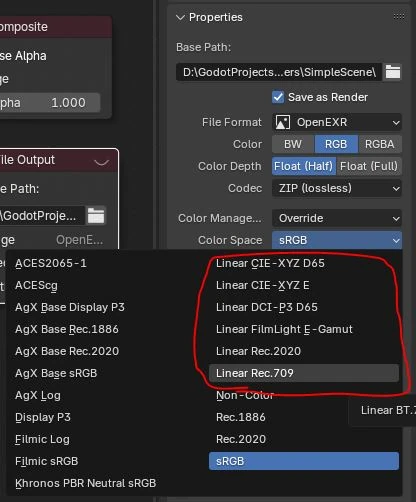 omposite
se Alpha
ge
pha 1.000
ile Output
e Path:
\GodotProje...
ge OpenE...
Properties
Base Path:
D:\GodotProjects...ers\SimpleScene\
Save as Render
File Format OpenEXR
Color BW RGB RGBA
Color Depth Float (Half) Float (Full)
Codec ZIP (lossless)
Color Manage... Override
Color Space sRGB
ACES2065-1
ACEScg
AgX Base Display P3
AgX Base Rec.1886
AgX Base Rec.2020
AgX Base sRGB
AgX Log
Display P3
Filmic Log
Filmic sRGB
Khronos PBR Neutral sRGB
Linear CIE-XYZ D65
Linear CIE-XYZ E
Linear DCI-P3 D65
Linear FilmLight E-Gamut
Linear Rec.2020
Linear Rec.709
Non-Color
Rec.1886
Rec.2020
sRGB
Linear BT.7